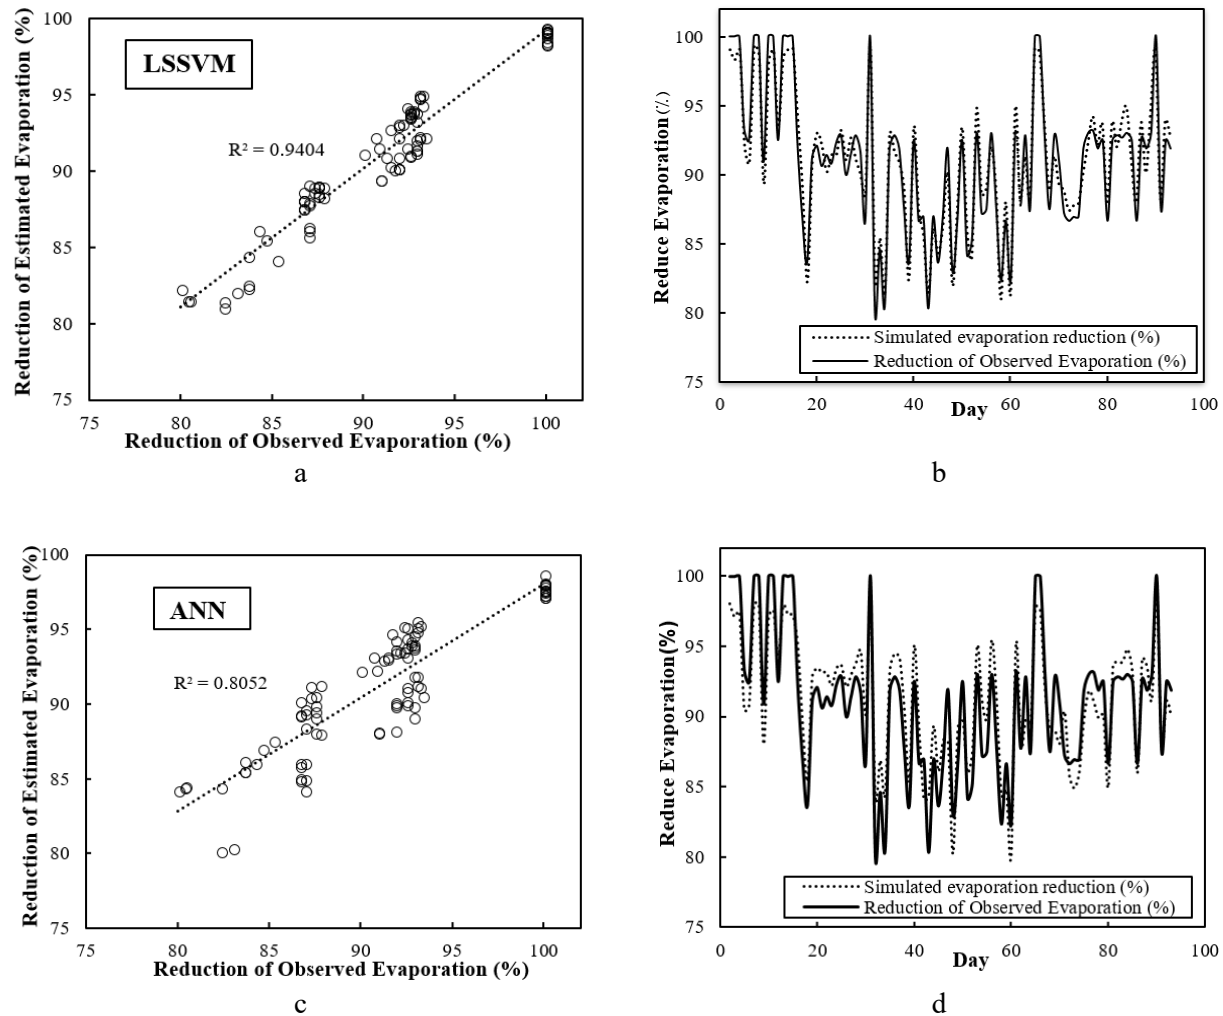 Reduction of Estimated Evaporation (%)
100
95
90
85
80
75
LSSVM
R² = 0.9404
75
80
85
90
95
100
Reduction of Observed Evaporation (%)
a
Reduce Evaporation (٪)
100
95
90
85
80
75
Simulated evaporation reduction (%)
Reduction of Observed Evaporation (%)
0
20
40
60
80
100
Day
b
Reduction of Estimated Evaporation (%)
100
95
90
85
80
75
ANN
R² = 0.8052
75
80
85
90
95
100
Reduction of Observed Evaporation (%)
c
Reduce Evaporation(%)
100
95
90
85
80
75
Simulated evaporation reduction (%)
Reduction of Observed Evaporation (%)
0
20
40
60
80
100
Day
d